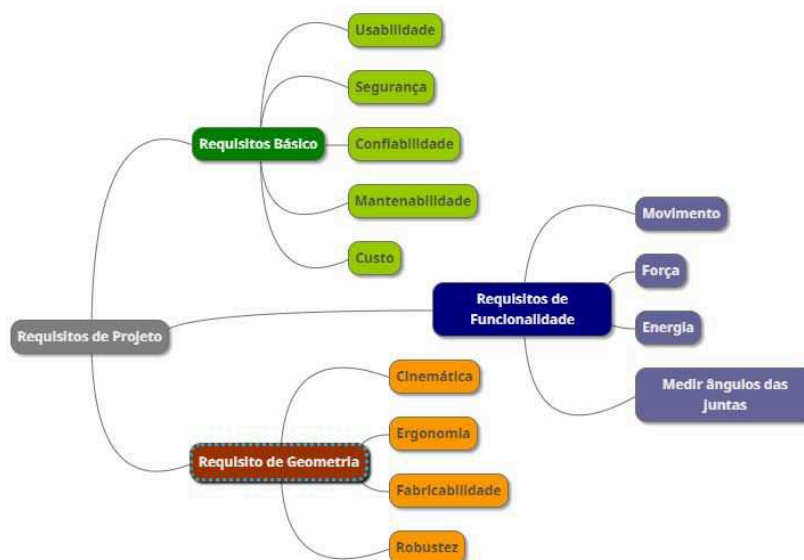 Usabilidade
Segurança
Requisitos Básico
Confiabilidade
Mantenabilidade
Custo
Movimento
Força
Requisitos de
Funcionalidade
Energia
Medir ângulos das
juntas
Requisitos de Projeto
Cinemática
Ergonomia
Requisito de Geometria
Fabricabilidade
Robustez